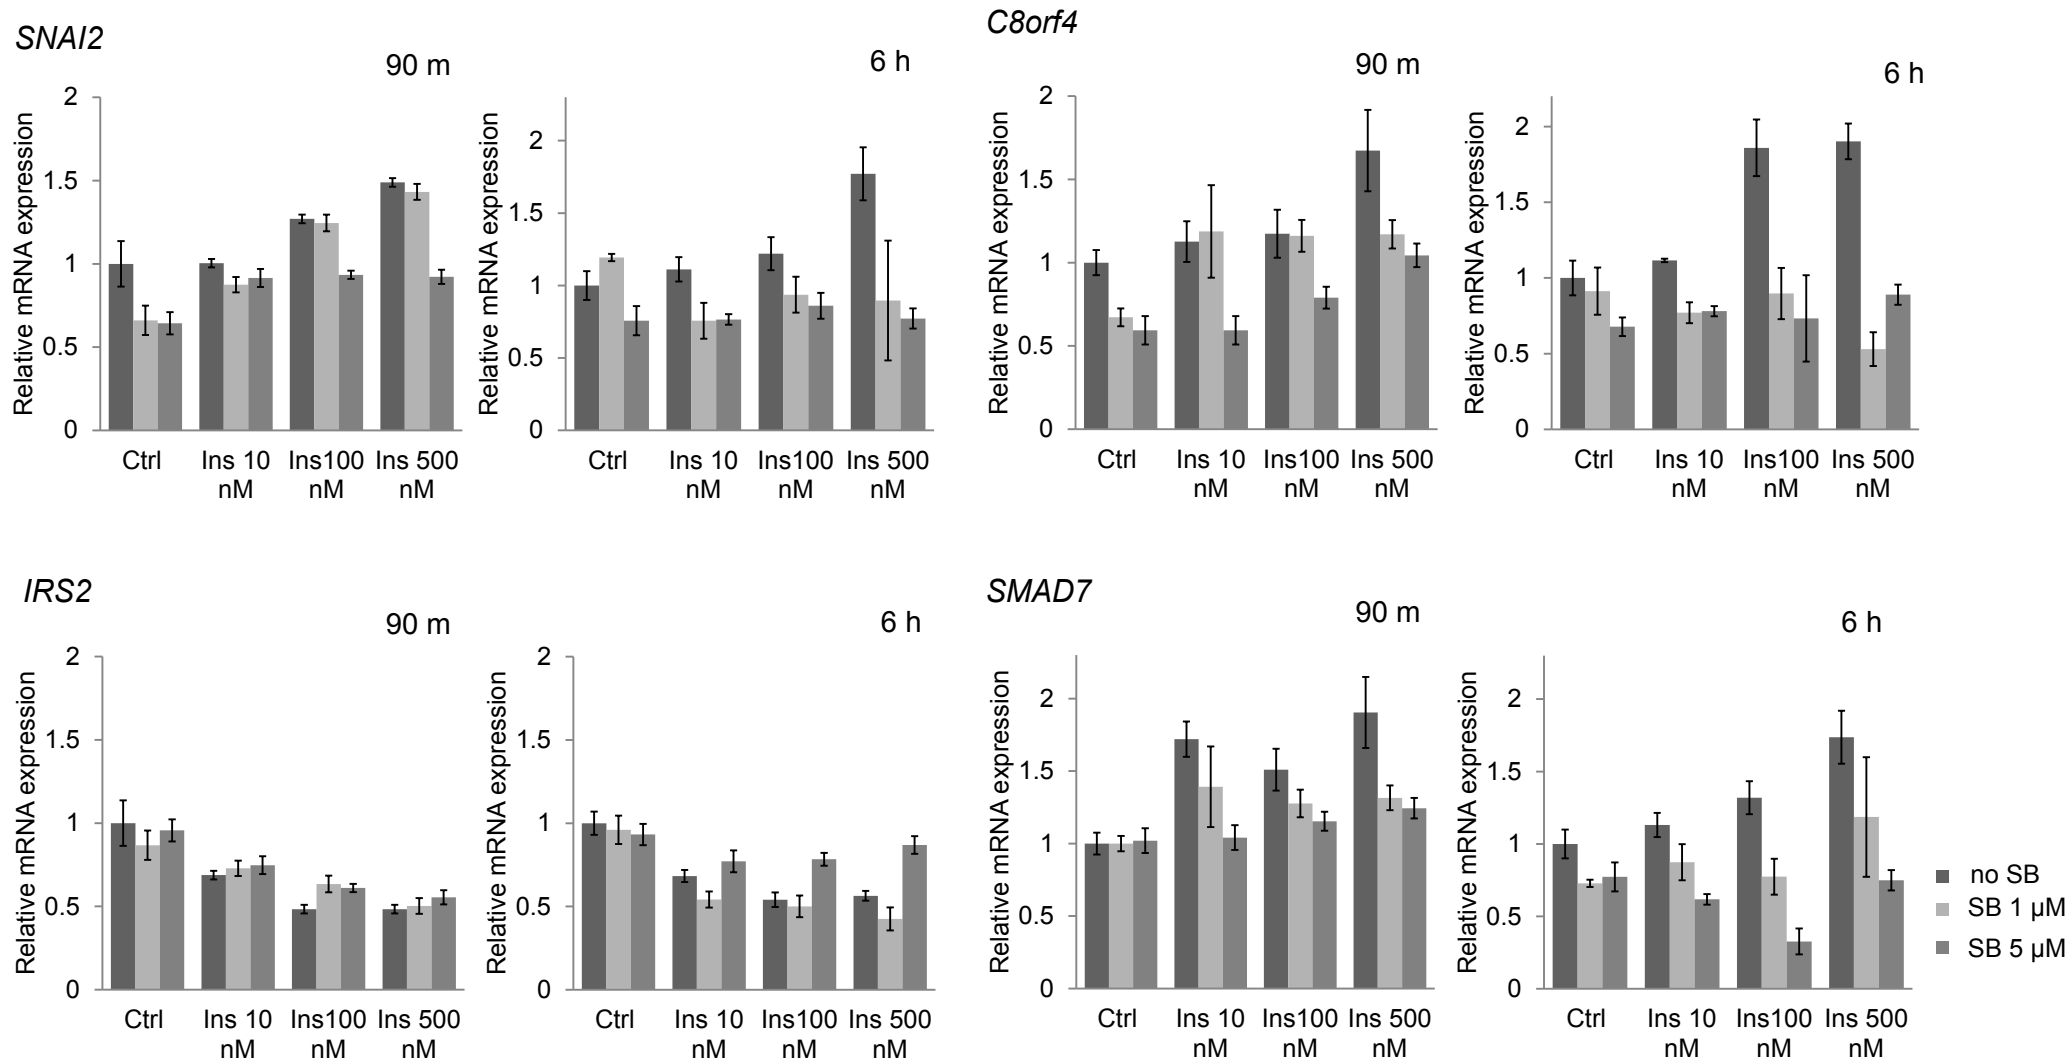 SNAI2
90 m
6 h
Relative mRNA expression
2
1.5
1
0.5
0
Ctrl
Ins 10 nM
Ins100 nM
Ins 500 nM
Relative mRNA expression
2
1.5
1
0.5
0
Ctrl
Ins 10 nM
Ins100 nM
Ins 500 nM
C8orf4
90 m
6 h
Relative mRNA expression
2
1.5
1
0.5
0
Ctrl
Ins 10 nM
Ins100 nM
Ins 500 nM
Relative mRNA expression
2
1.5
1
0.5
0
Ctrl
Ins 10 nM
Ins100 nM
Ins 500 nM
IRS2
90 m
6 h
Relative mRNA expression
2
1.5
1
0.5
0
Ctrl
Ins 10 nM
Ins100 nM
Ins 500 nM
Relative mRNA expression
2
1.5
1
0.5
0
Ctrl
Ins 10 nM
Ins100 nM
Ins 500 nM
SMAD7
90 m
6 h
Relative mRNA expression
2
1.5
1
0.5
0
Ctrl
Ins 10 nM
Ins100 nM
Ins 500 nM
Relative mRNA expression
2
1.5
1
0.5
0
Ctrl
Ins 10 nM
Ins100 nM
Ins 500 nM
no SB
SB 1 µM
SB 5 µM